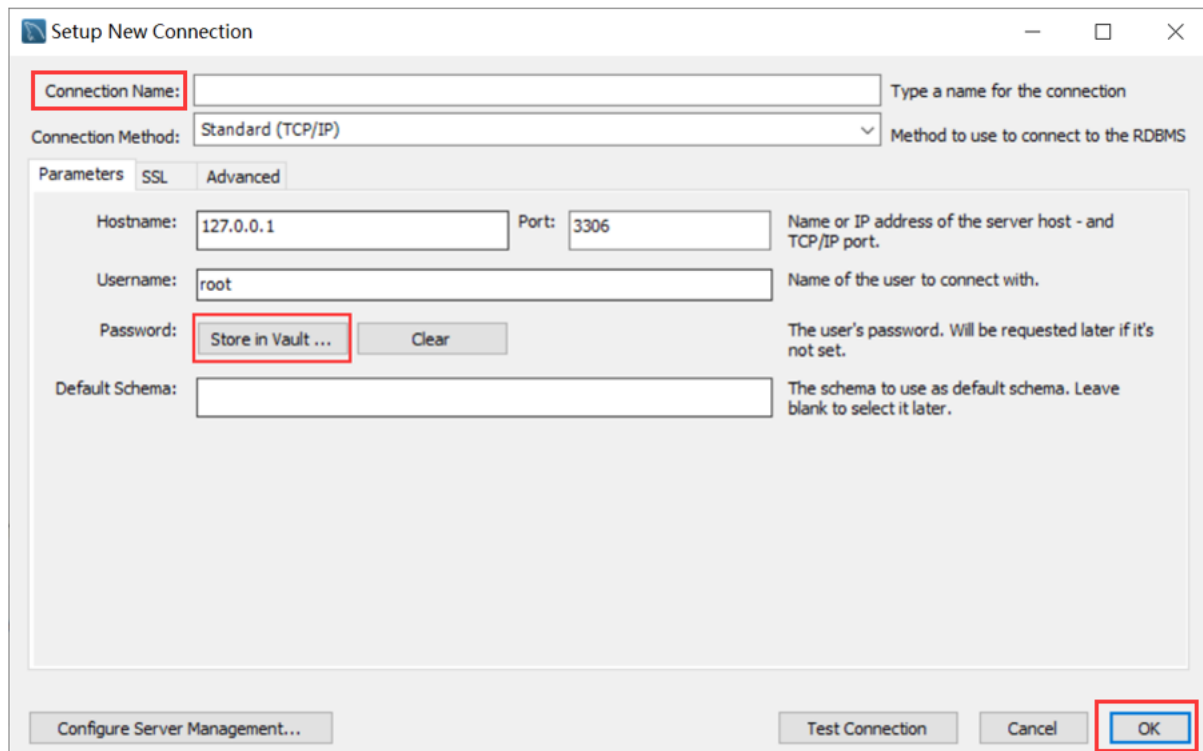 Setup New Connection
Connection Name:
Type a name for the connection
Connection Method:
Standard (TCP/IP)
Method to use to connect to the RDBMS
Parameters SSL Advanced
Hostname:
127.0.0.1
Port:
3306
Name or IP address of the server host - and
TCP/IP port.
Username:
root
Name of the user to connect with.
Password:
Store in Vault ...
Clear
The user's password. Will be requested later if it's
not set.
Default Schema:
The schema to use as default schema. Leave
blank to select it later.
Configure Server Management...
Test Connection
Cancel
OK